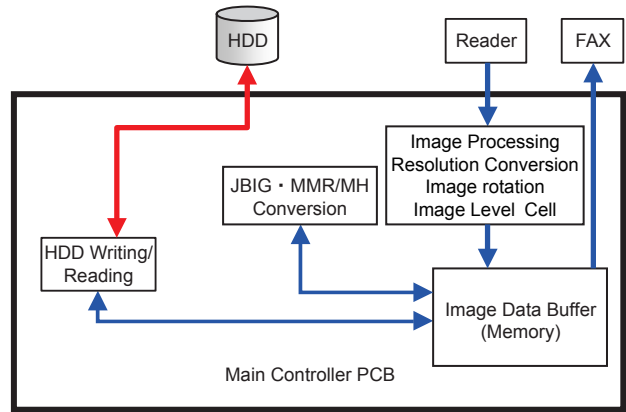 HDD
Reader
FAX
Image Processing
Resolution Conversion
Image rotation
Image Level Cell
JBIG・MMR/MH
Conversion
HDD Writing/
Reading
Image Data Buffer
(Memory)
Main Controller PCB